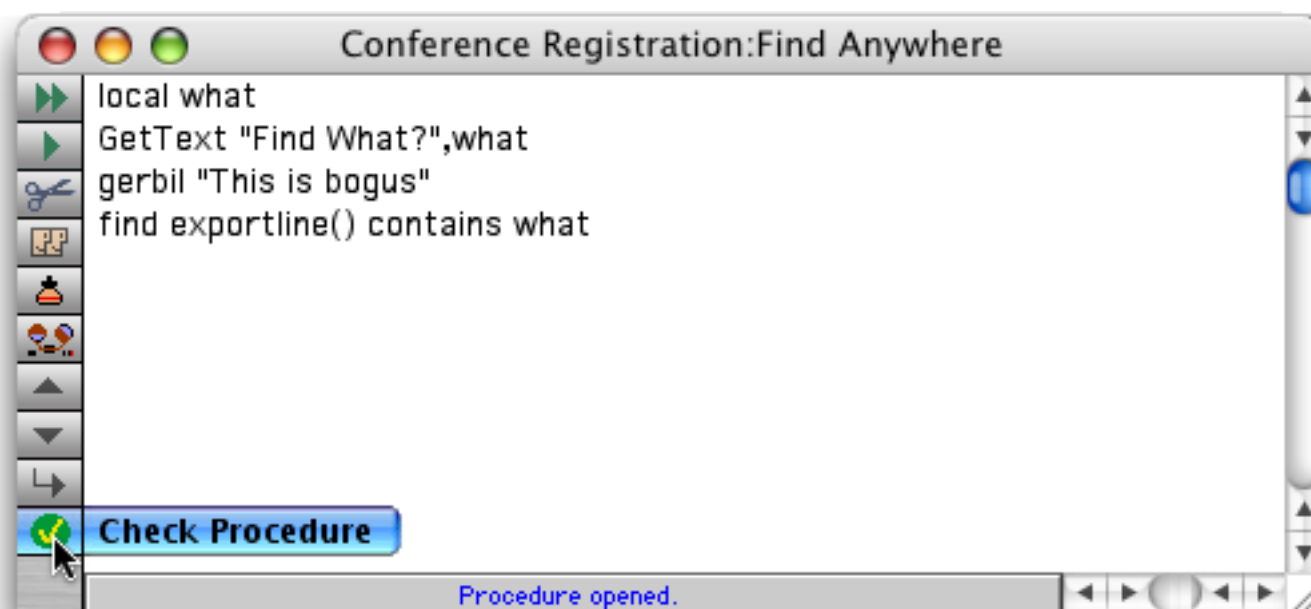 Conference Registration:Find Anywhere
local what
GetText "Find What?",what
gerbil "This is bogus"
find exportline() contains what
Check Procedure
Procedure opened.